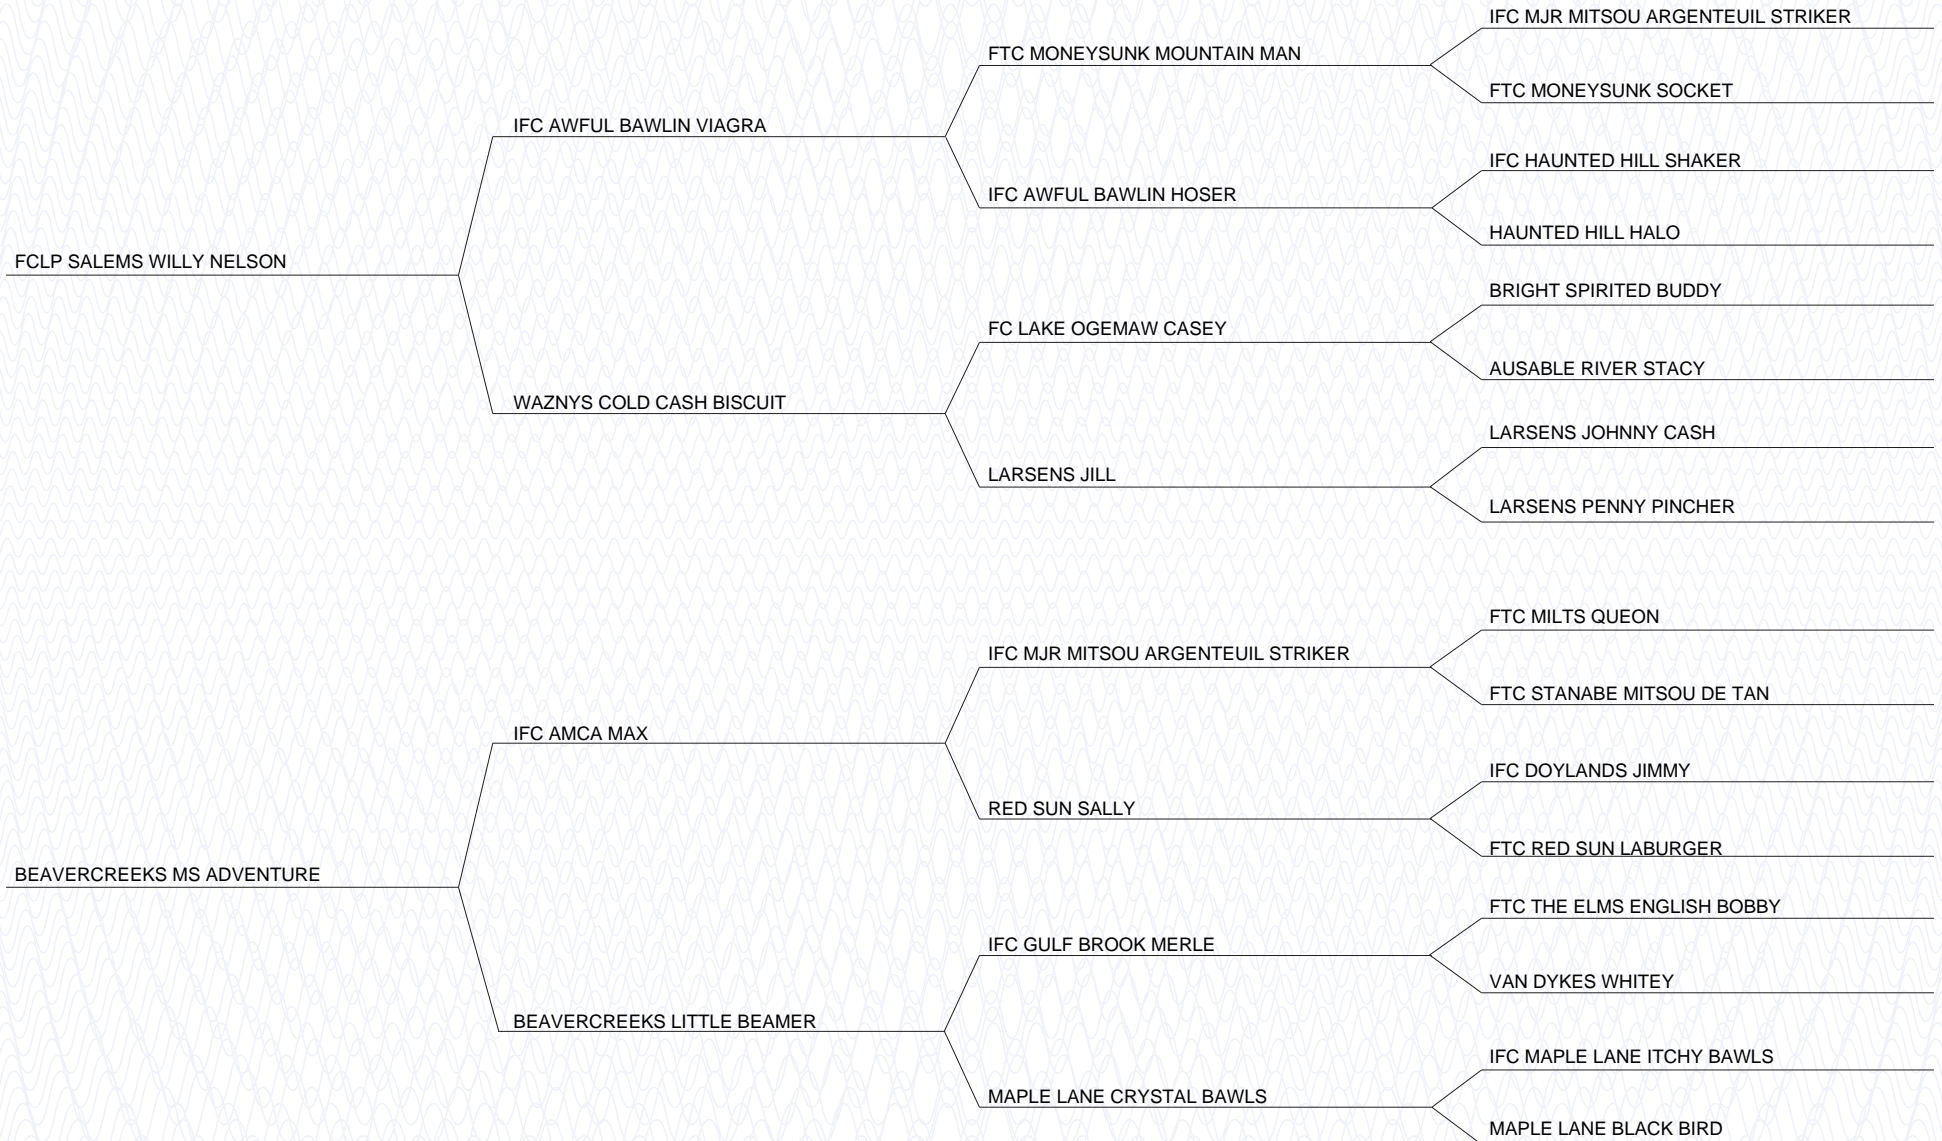 IFC MJR MITSOU ARGENTEUIL STRIKER
FTC MONEYSUNK MOUNTAIN MAN
FTC MONEYSUNK SOCKET
IFC AWFUL BAWLIN VIAGRA
IFC HAUNTED HILL SHAKER
IFC AWFUL BAWLIN HOSER
HAUNTED HILL HALO
FCLP SALEMS WILLY NELSON
BRIGHT SPIRITED BUDDY
FC LAKE OGEMAW CASEY
AUSABLE RIVER STACY
WAZNYS COLD CASH BISCUIT
LARSENS JOHNNY CASH
LARSENS JILL
LARSENS PENNY PINCHER
FTC MILTS QUEON
IFC MJR MITSOU ARGENTEUIL STRIKER
FTC STANABE MITSOU DE TAN
IFC AMCA MAX
IFC DOYLANDS JIMMY
RED SUN SALLY
FTC RED SUN LABURGER
BEAVERCREEKS MS ADVENTURE
FTC THE ELMS ENGLISH BOBBY
IFC GULF BROOK MERLE
VAN DYKES WHITEY
BEAVERCREEKS LITTLE BEAMER
IFC MAPLE LANE ITCHY BAWLS
MAPLE LANE CRYSTAL BAWLS
MAPLE LANE BLACK BIRD